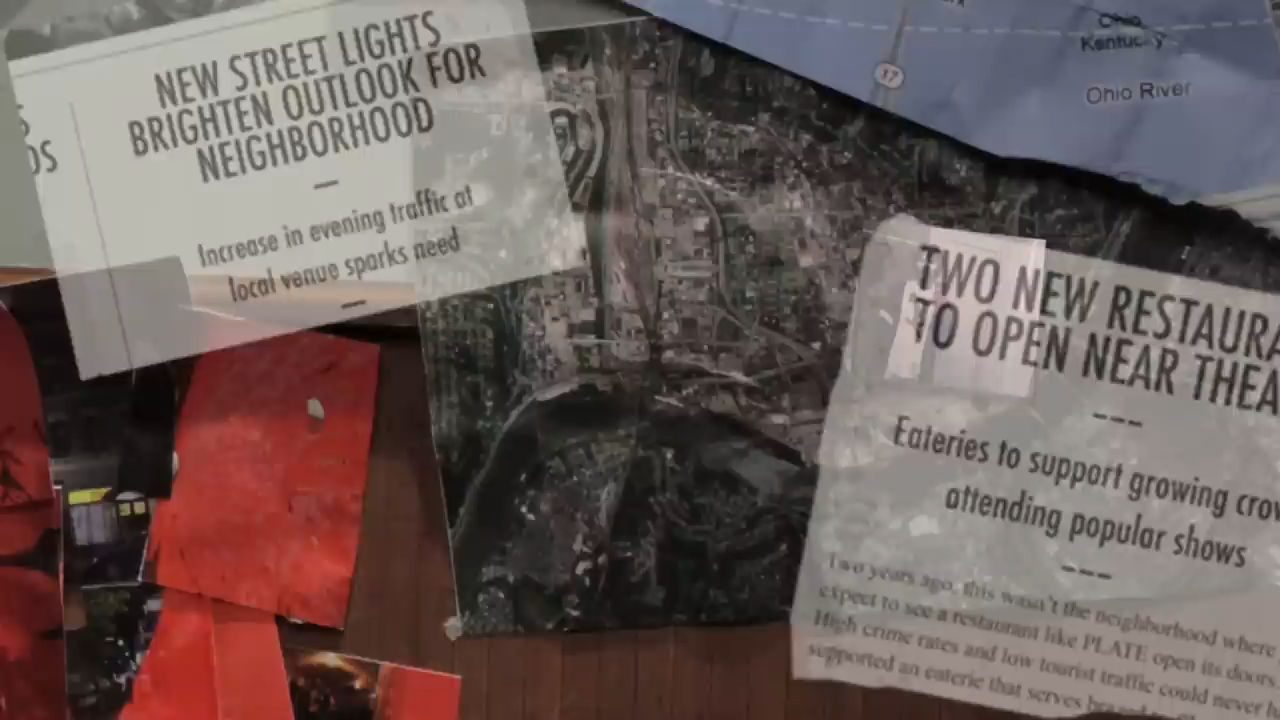 NEW STREET LIGHTS
BRIGHTEN OUTLOOK FOR
NEIGHBORHOOD
Increase in evening traffic at
local venue sparks need
Ohio
Kentucky
17
Ohio River
TWO NEW RESTAURA
TO OPEN NEAR THEA
Eateries to support growing crow
attending popular shows
Two years ago, this wasn't the neighborhood where
expect to see a restaurant like PLATE open its doors.
High crime rates and low tourist traffic could never h
supported an eaterie that serves